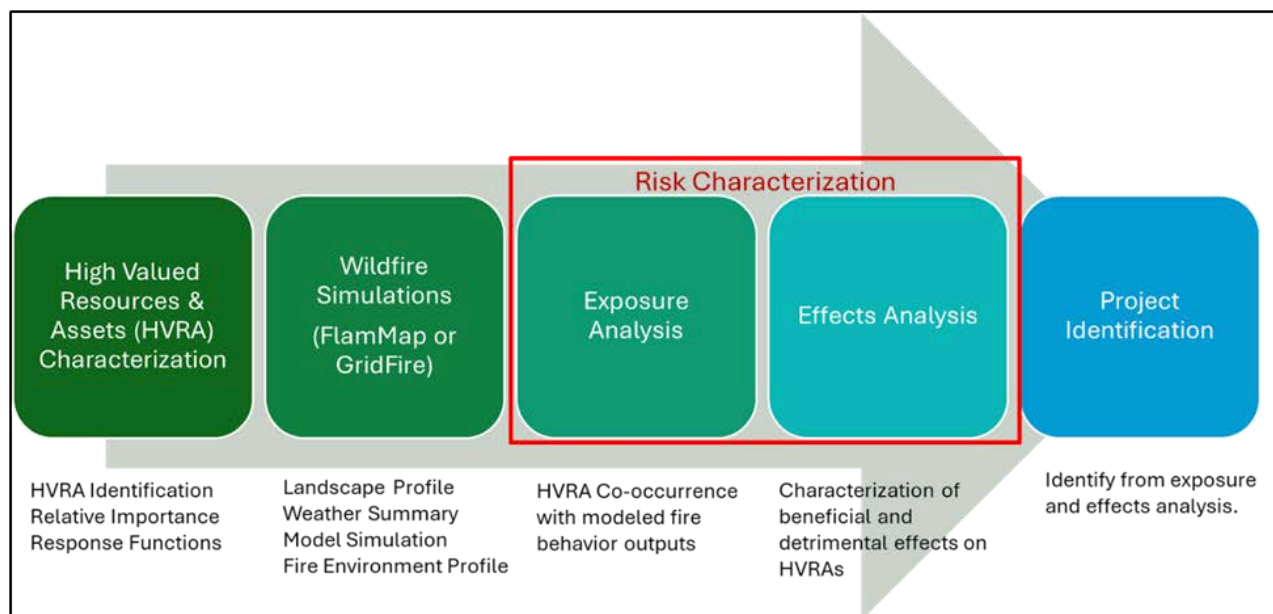 Risk Characterization
High Valued
Resources &
Assets (HVRA)
Characterization
Wildfire
Simulations
(FlamMap or
GridFire)
Exposure
Analysis
Effects Analysis
Project
Identification
HVRA Identification
Relative Importance
Response Functions
Landscape Profile
Weather Summary
Model Simulation
Fire Environment Profile
HVRA Co-occurrence
with modeled fire
behavior outputs
Characterization of
beneficial and
detrimental effects on
HVRAs
Identify from exposure
and effects analysis.